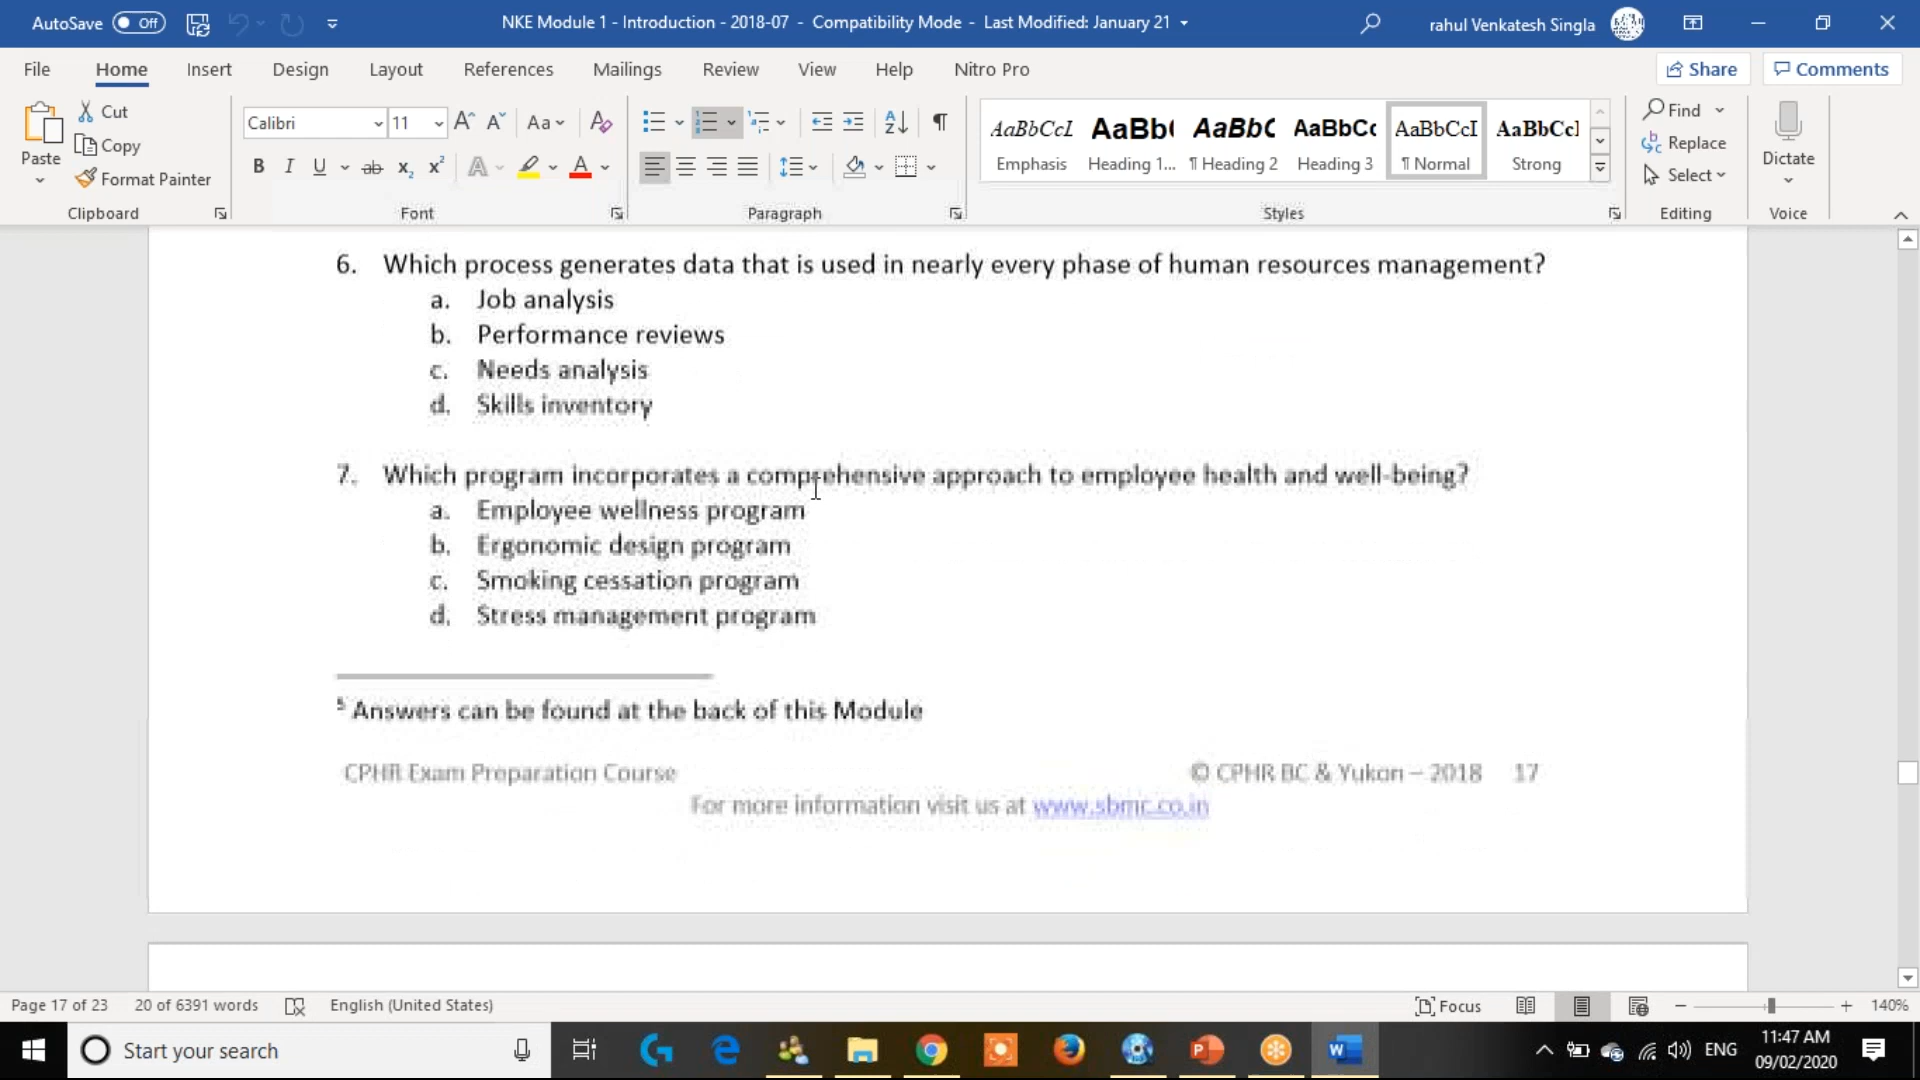 AutoSave Off NKE Module 1 - Introduction - 2018-07 - Compatibility Mode - Last Modified: January 21 rahul Venkatesh Singla
File Home Insert Design Layout References Mailings Review View Help Nitro Pro Share Comments
Paste Cut Copy Format Painter Clipboard
Calibri 11 Aa Font
Paragraph
AaBbCcI AaBb( AaBbC AaBbCc AaBbCcI AaBbCc]
Emphasis Heading 1... ¶ Heading 2 Heading 3 ¶ Normal Strong
Styles
Find Replace Select Editing
Dictate Voice
6. Which process generates data that is used in nearly every phase of human resources management?
a. Job analysis
b. Performance reviews
c. Needs analysis
d. Skills inventory
7. Which program incorporates a comprehensive approach to employee health and well-being?
a. Employee wellness program
b. Ergonomic design program
c. Smoking cessation program
d. Stress management program
5 Answers can be found at the back of this Module
CPHR Exam Preparation Course © CPHR BC & Yukon – 2018 17
For more information visit us at www.sbmc.co.in
Page 17 of 23 20 of 6391 words English (United States) Focus 140%
Start your search ENG 11:47 AM
09/02/2020